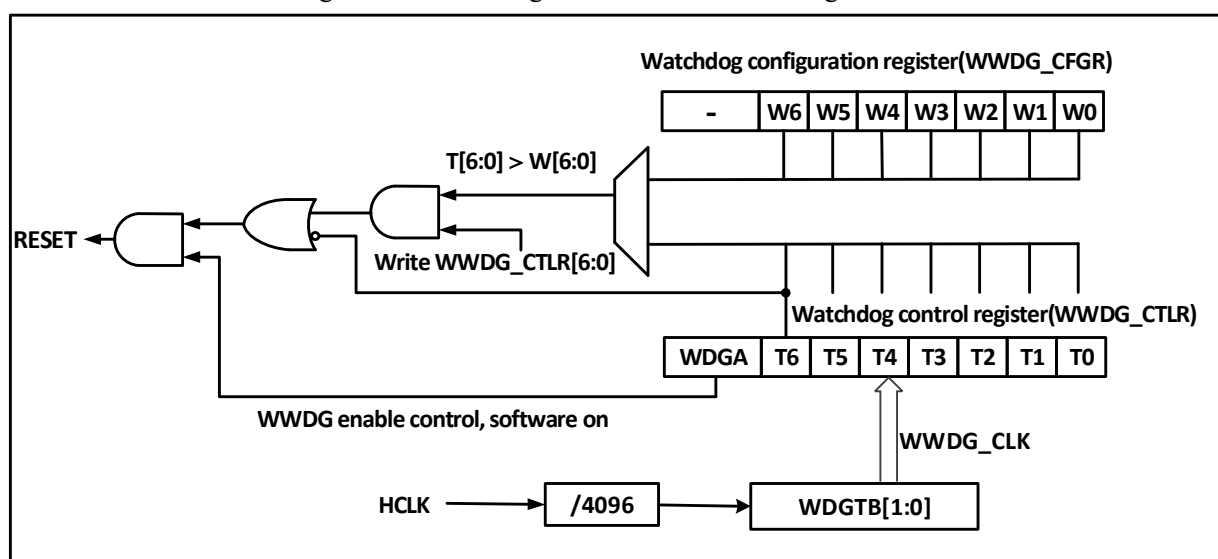 Watchdog configuration register(WWDG_CFGR)
- W6 W5 W4 W3 W2 W1 W0
T[6:0] > W[6:0]
RESET
Write WWDG_CTLR[6:0]
Watchdog control register(WWDG_CTLR)
WDGA T6 T5 T4 T3 T2 T1 T0
WWDG enable control, software on
WWDG_CLK
HCLK /4096 WDGTB[1:0]